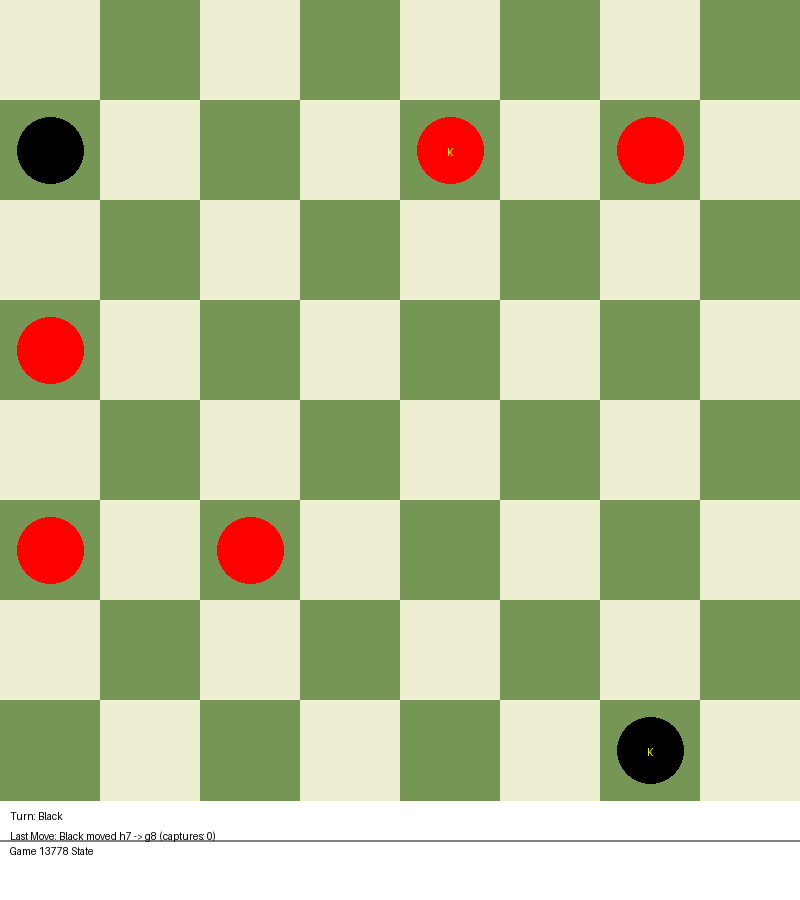 K
K
Turn: Black
Last Move: Black moved h7 -> g8 (captures: 0)
Game 13778 State